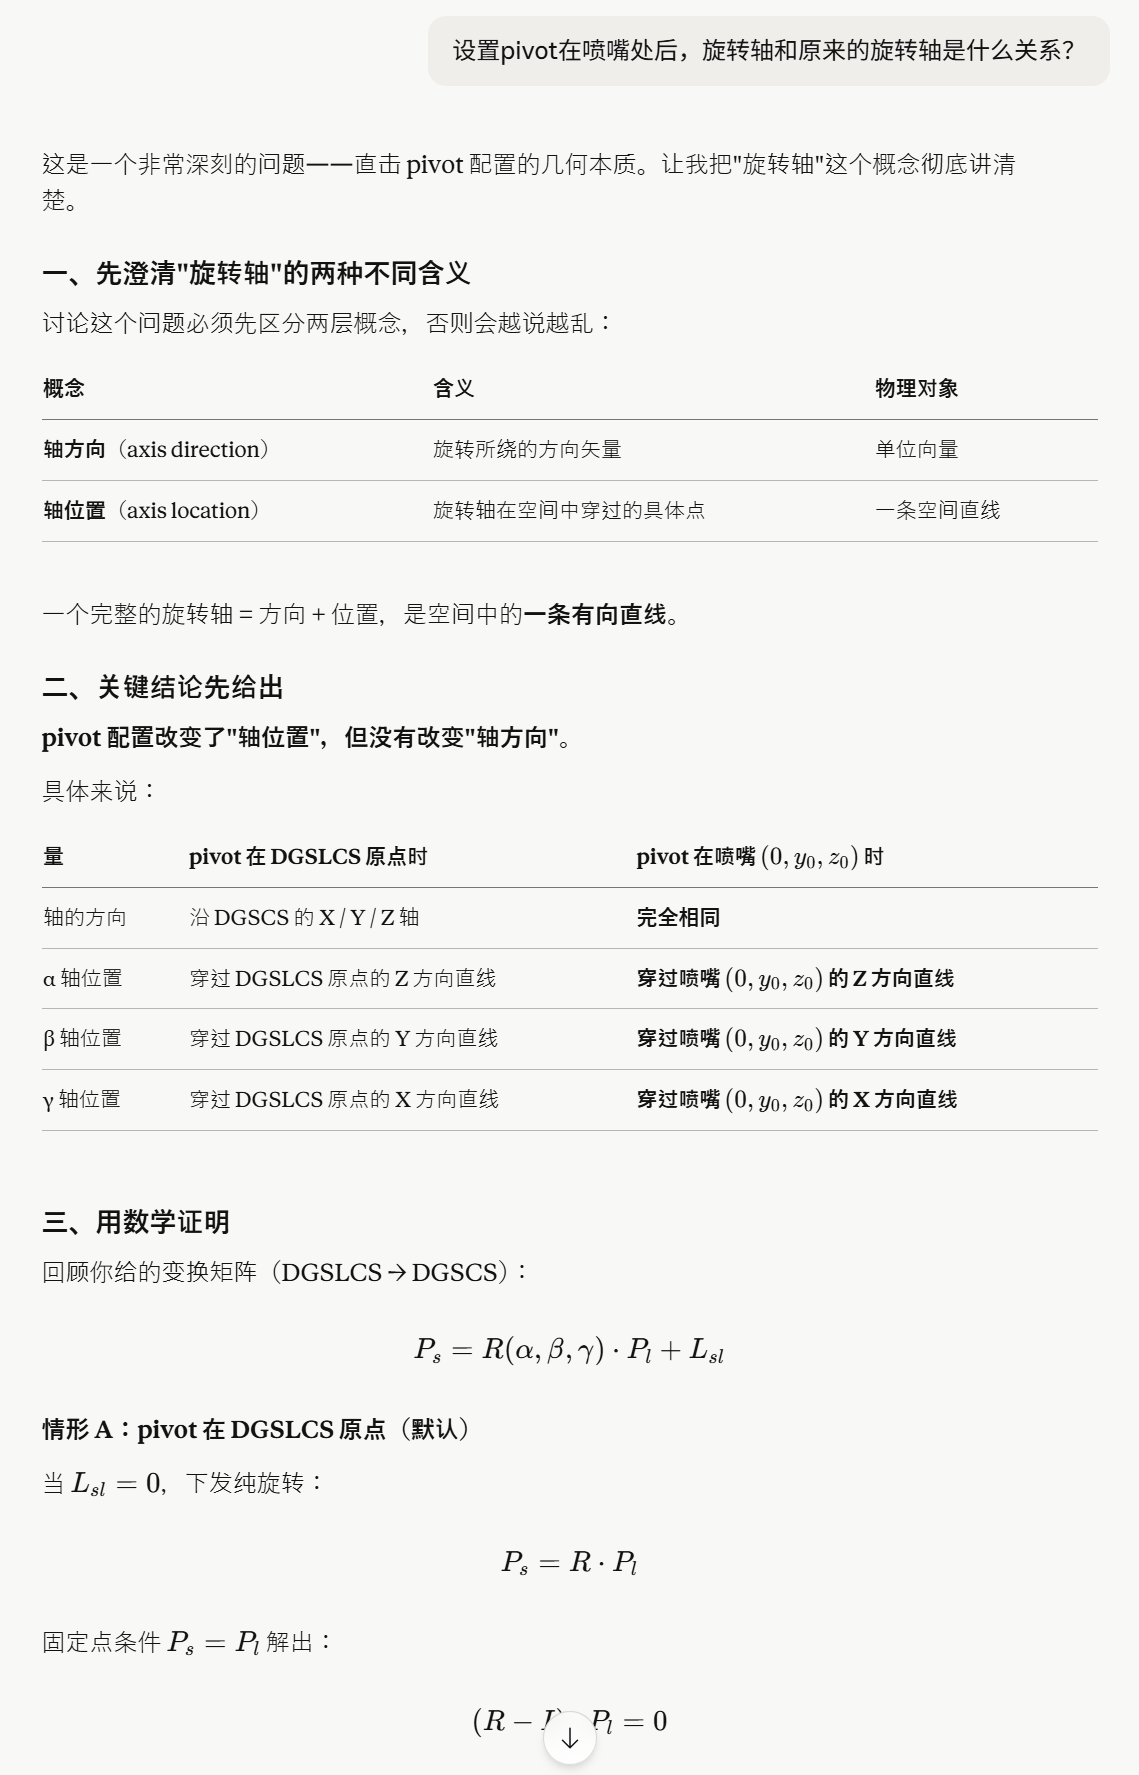 设置pivot在喷嘴处后，旋转轴和原来的旋转轴是什么关系？
这是一个非常深刻的问题——直击 pivot 配置的几何本质。让我把"旋转轴"这个概念彻底讲清
楚。
一、先澄清"旋转轴"的两种不同含义
讨论这个问题必须先区分两层概念，否则会越说越乱：
概念 含义 物理对象
轴方向（axis direction） 旋转所绕的方向矢量 单位向量
轴位置（axis location） 旋转轴在空间中穿过的具体点 一条空间直线
一个完整的旋转轴 = 方向 + 位置，是空间中的一条有向直线。
二、关键结论先给出
pivot 配置改变了"轴位置"，但没有改变"轴方向"。
具体来说：
量 pivot 在 DGSLCS 原点时 pivot 在喷嘴 (0, y₀, z₀) 时
轴的方向 沿 DGSCS 的 X / Y / Z 轴 完全相同
α 轴位置 穿过 DGSLCS 原点的 Z 方向直线 穿过喷嘴 (0, y₀, z₀) 的 Z 方向直线
β 轴位置 穿过 DGSLCS 原点的 Y 方向直线 穿过喷嘴 (0, y₀, z₀) 的 Y 方向直线
γ 轴位置 穿过 DGSLCS 原点的 X 方向直线 穿过喷嘴 (0, y₀, z₀) 的 X 方向直线
三、用数学证明
回顾你给的变换矩阵（DGSLCS → DGSCS）：
Pₛ = R(α, β, γ) · Pₗ + Lₛₗ
情形 A：pivot 在 DGSLCS 原点（默认）
当 Lₛₗ = 0，下发纯旋转：
Pₛ = R · Pₗ
固定点条件 Pₛ = Pₗ 解出：
(R − Pₗ = 0